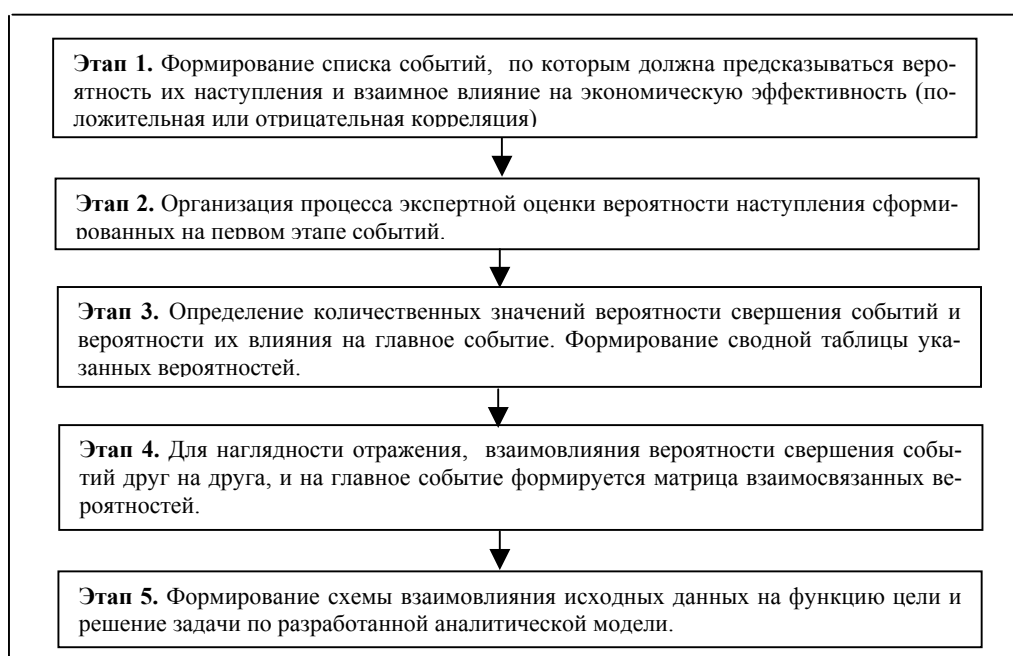 Этап 1. Формирование списка событий, по которым должна предсказываться веро-
ятность их наступления и взаимное влияние на экономическую эффективность (по-
ложительная или отрицательная корреляция)
Этап 2. Организация процесса экспертной оценки вероятности наступления сформи-
рованных на первом этапе событий.
Этап 3. Определение количественных значений вероятности свершения событий и
вероятности их влияния на главное событие. Формирование сводной таблицы ука-
занных вероятностей.
Этап 4. Для наглядности отражения, взаимовлияния вероятности свершения собы-
тий друг на друга, и на главное событие формируется матрица взаимосвязанных ве-
роятностей.
Этап 5. Формирование схемы взаимовлияния исходных данных на функцию цели и
решение задачи по разработанной аналитической модели.